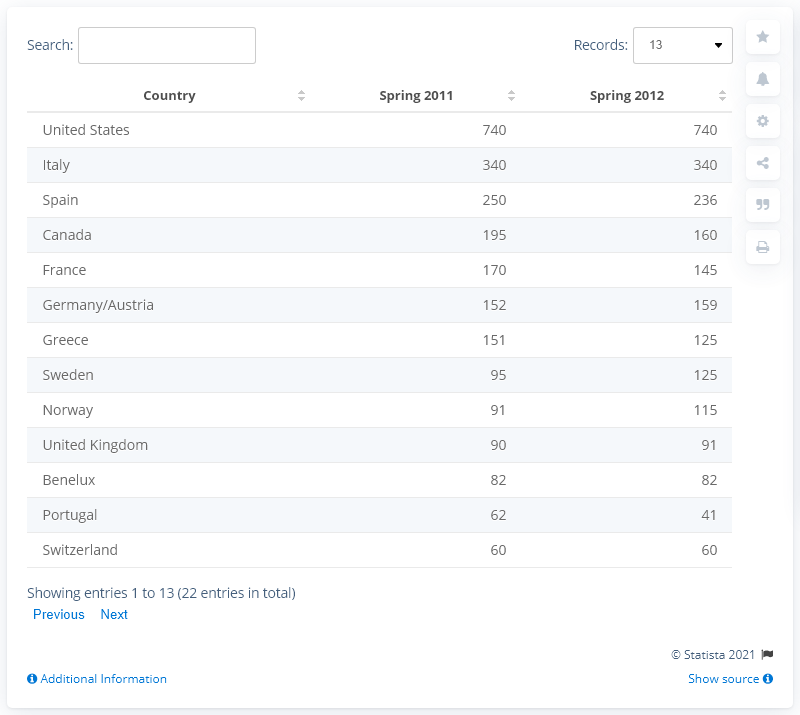 Search:
Records: 13
Country Spring 2011 Spring 2012
United States 740 740
Italy 340 340
Spain 250 236
Canada 195 160
France 170 145
Germany/Austria 152 159
Greece 151 125
Sweden 95 125
Norway 91 115
United Kingdom 90 91
Benelux 82 82
Portugal 62 41
Switzerland 60 60
Showing entries 1 to 13 (22 entries in total)
Previous Next
© Statista 2021
Additional Information Show source